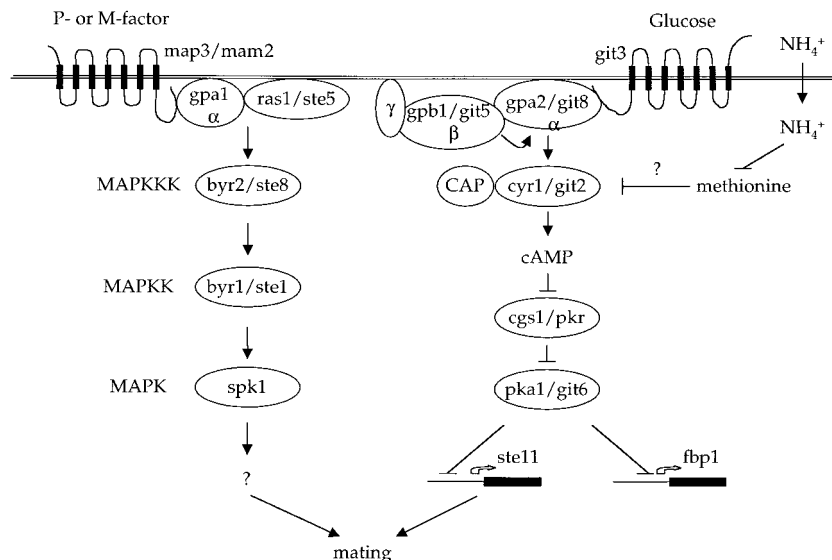 P- or M-factor
Glucose
map3/mam2
git3
NH₄⁺
gpa1
α
ras1/ste5
γ
gpb1/git5
β
gpa2/git8
α
NH₄⁺
MAPKKK
byr2/ste8
CAP
cyr1/git2
?
methionine
cAMP
MAPKK
byr1/ste1
cgs1/pkr
MAPK
spk1
pka1/git6
?
ste11
fbp1
mating